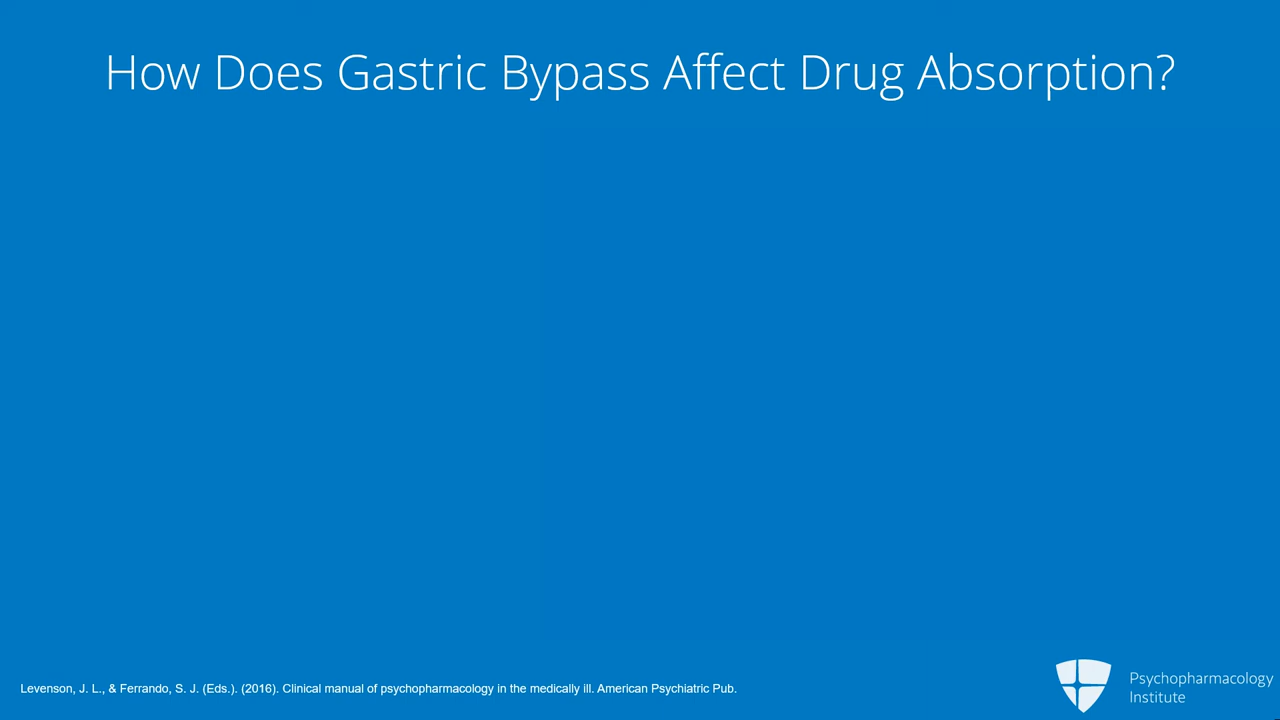 How Does Gastric Bypass Affect Drug Absorption?
Levenson, J. L., & Ferrando, S. J. (Eds.). (2016). Clinical manual of psychopharmacology in the medically ill. American Psychiatric Pub.
Psychopharmacology
Institute